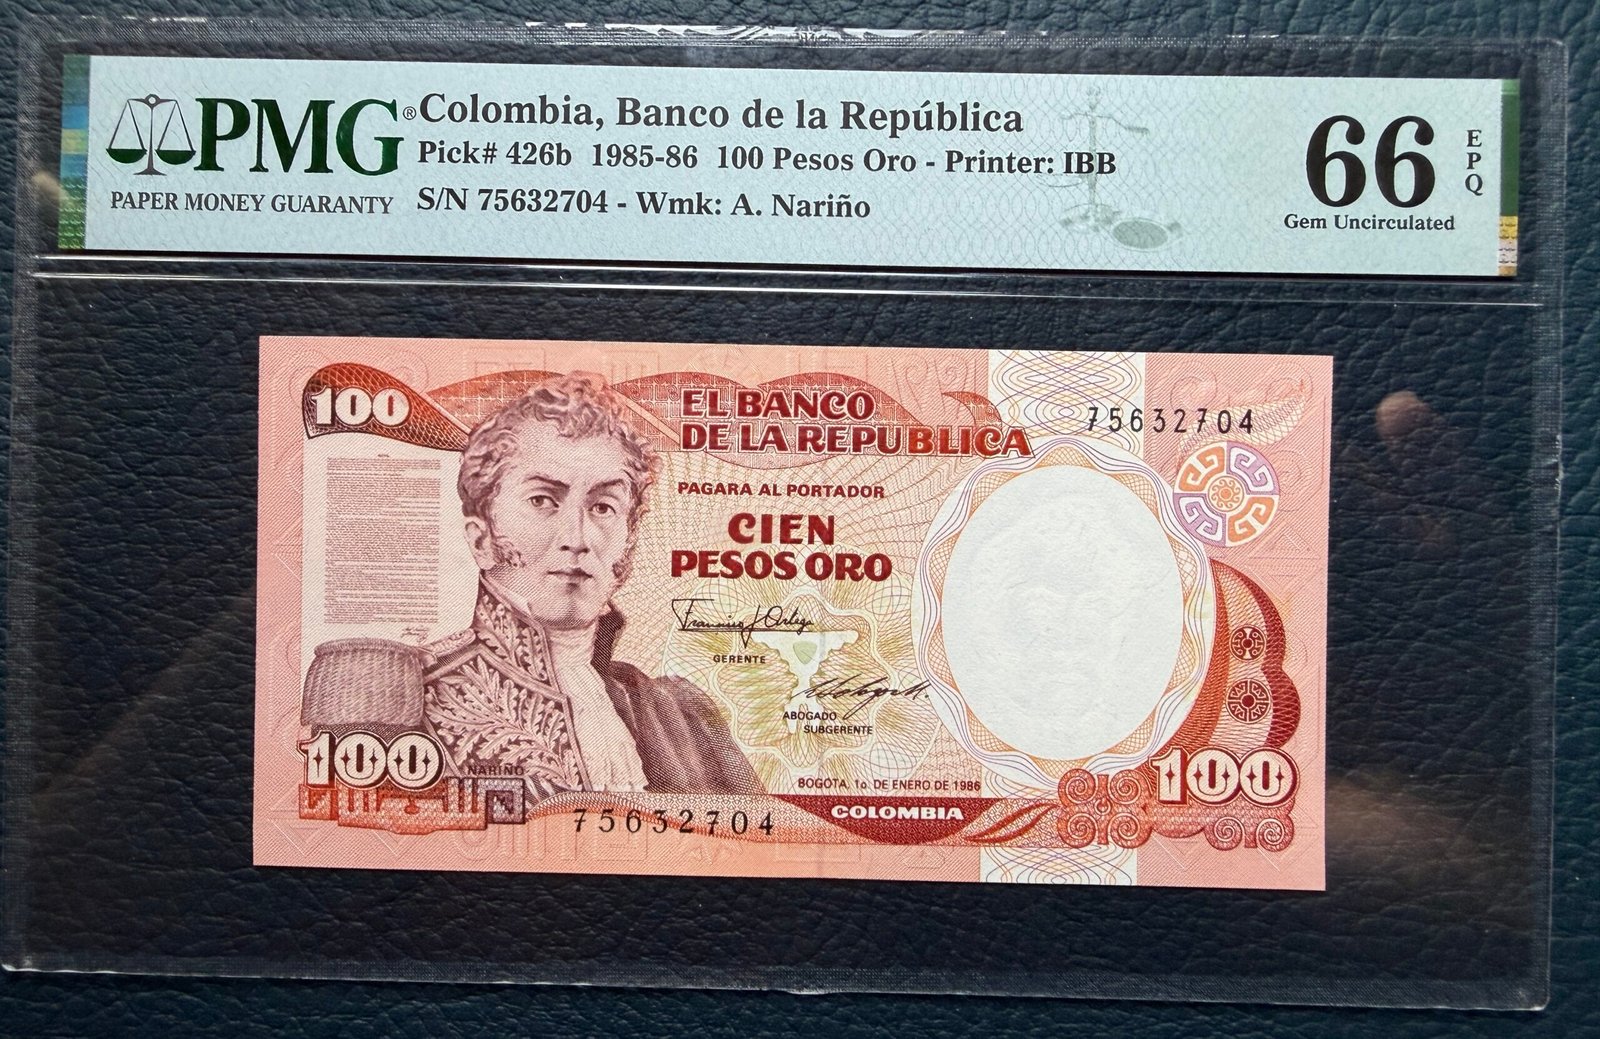 PMG®
PAPER MONEY GUARANTY
Colombia, Banco de la República
Pick# 426b 1985-86 100 Pesos Oro - Printer: IBB
S/N 75632704 - Wmk: A. Nariño
66
EPQ
Gem Uncirculated
100
EL BANCO
DE LA REPUBLICA
75632704
PAGARA AL PORTADOR
CIEN
PESOS ORO
GERENTE
ABOGADO
SUBGERENTE
BOGOTA, 1o. DE ENERO DE 1986
100
NARIÑO
75632704
COLOMBIA
100